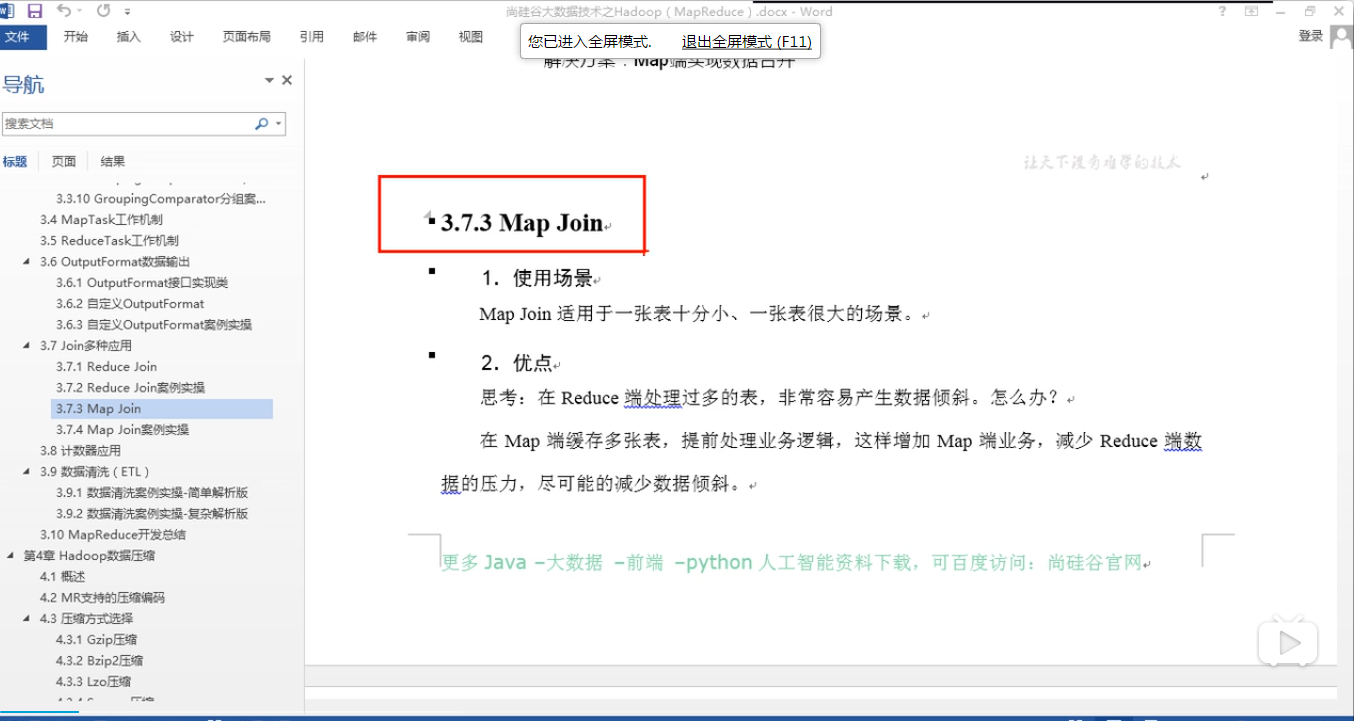 尚硅谷大数据技术之Hadoop（MapReduce）.docx - Word
文件 开始 插入 设计 页面布局 引用 邮件 审阅 视图 登录
您已进入全屏模式. 退出全屏模式 (F11)
导航
搜索文档
标题 页面 结果
3.3.10 GroupingComparator分组案...
3.4 MapTask工作机制
3.5 ReduceTask工作机制
3.6 OutputFormat数据输出
3.6.1 OutputFormat接口实现类
3.6.2 自定义OutputFormat
3.6.3 自定义OutputFormat案例实操
3.7 Join多种应用
3.7.1 Reduce Join
3.7.2 Reduce Join案例实操
3.7.3 Map Join
3.7.4 Map Join案例实操
3.8 计数器应用
3.9 数据清洗（ETL）
3.9.1 数据清洗案例实操-简单解析版
3.9.2 数据清洗案例实操-复杂解析版
3.10 MapReduce开发总结
第4章 Hadoop数据压缩
4.1 概述
4.2 MR支持的压缩编码
4.3 压缩方式选择
4.3.1 Gzip压缩
4.3.2 Bzip2压缩
4.3.3 Lzo压缩
解决方案：Map端实现数据合并
让天下没有难学的技术
3.7.3 Map Join
1. 使用场景
Map Join 适用于一张表十分小、一张表很大的场景。
2. 优点
思考：在 Reduce 端处理过多的表，非常容易产生数据倾斜。怎么办？
在 Map 端缓存多张表，提前处理业务逻辑，这样增加 Map 端业务，减少 Reduce 端数
据的压力，尽可能的减少数据倾斜。
更多 Java –大数据 –前端 –python 人工智能资料下载，可百度访问：尚硅谷官网